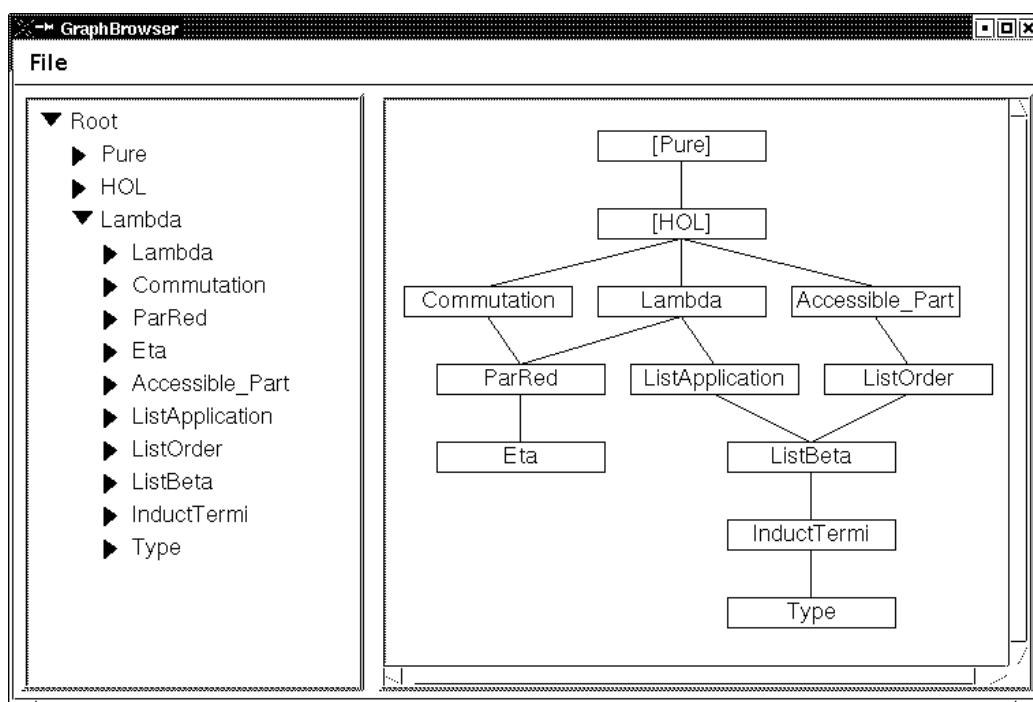 GraphBrowser
File
Root
Pure
HOL
Lambda
Lambda
Commutation
ParRed
Eta
Accessible_Part
ListApplication
ListOrder
ListBeta
InductTermi
Type
[Pure]
[HOL]
Commutation Lambda Accessible_Part
ParRed ListApplication ListOrder
Eta ListBeta
InductTermi
Type